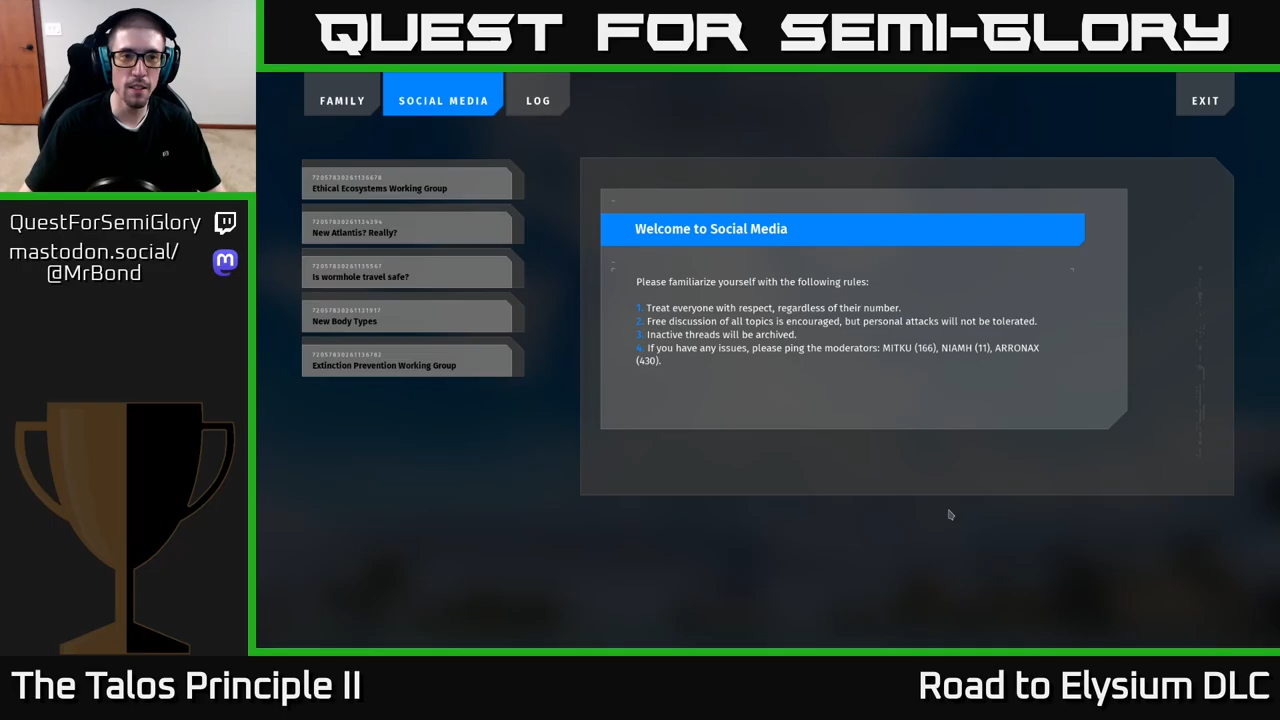 QUEST FOR SEMI-GLORY
FAMILY
SOCIAL MEDIA
LOG
EXIT
QuestForSemiGlory
mastodon.social/
@MrBond
Ethical Ecosystems Working Group
New Atlantis? Really?
Is wormhole travel safe?
New Body Types
Extinction Prevention Working Group
Welcome to Social Media
Please familiarize yourself with the following rules:
1. Treat everyone with respect, regardless of their number.
2. Free discussion of all topics is encouraged, but personal attacks will not be tolerated.
3. Inactive threads will be archived.
4. If you have any issues, please ping the moderators: MITKU (166), NIAMH (11), ARRONAX
(430).
The Talos Principle II
Road to Elysium DLC